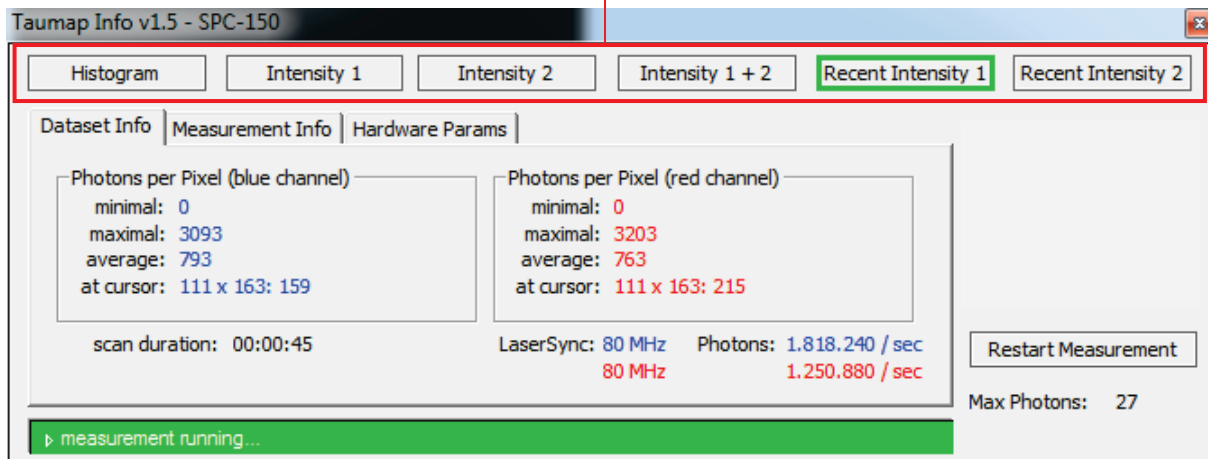 Taumap Info v1.5 - SPC-150
Histogram Intensity 1 Intensity 2 Intensity 1 + 2 Recent Intensity 1 Recent Intensity 2
Dataset Info Measurement Info Hardware Params
Photons per Pixel (blue channel) Photons per Pixel (red channel)
minimal: 0 minimal: 0
maximal: 3093 maximal: 3203
average: 793 average: 763
at cursor: 111 x 163: 159 at cursor: 111 x 163: 215
scan duration: 00:00:45 LaserSync: 80 MHz Photons: 1.818.240 / sec
80 MHz 1.250.880 / sec
Restart Measurement
Max Photons: 27
measurement running...